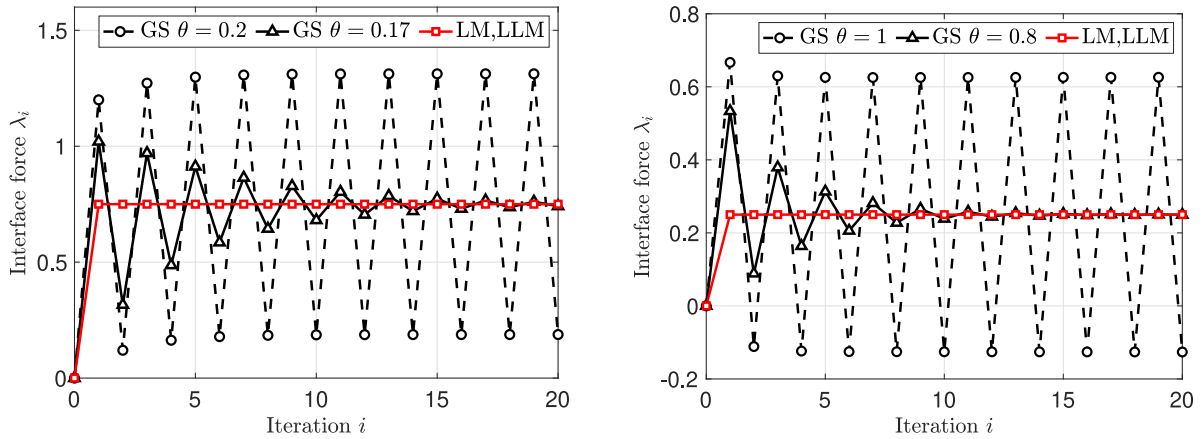 GS θ = 0.2 GS θ = 0.17 LM,LLM
Interface force λᵢ
1.5
1
0.5
0
0 5 10 15 20
Iteration i
GS θ = 1 GS θ = 0.8 LM,LLM
Interface force λᵢ
0.8
0.6
0.4
0.2
0
-0.2
0 5 10 15 20
Iteration i